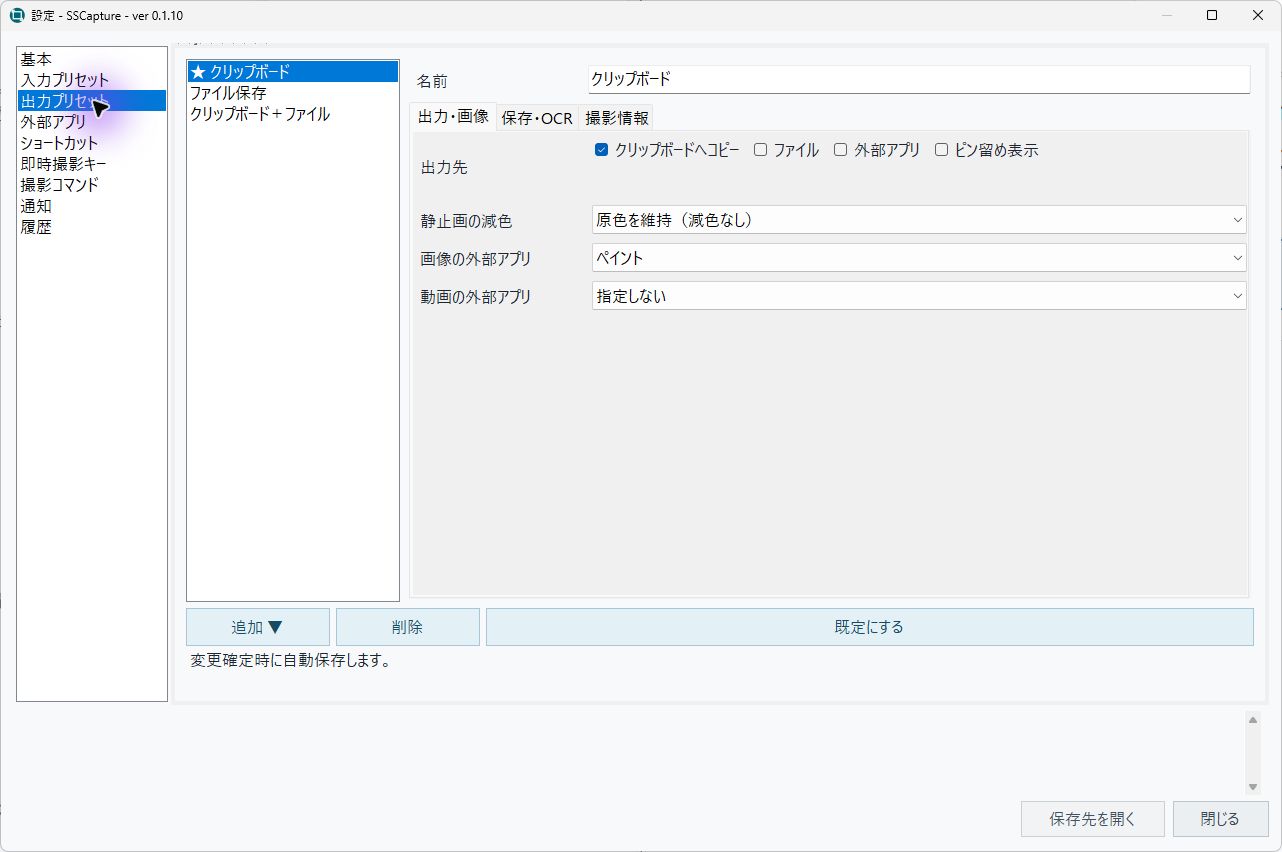 設定 - SSCapture - ver 0.1.10
基本
入力プリセット
出力プリセット
外部アプリ
ショートカット
即時撮影キー
撮影コマンド
通知
履歴
★ クリップボード
ファイル保存
クリップボード＋ファイル
名前
クリップボード
出力・画像 保存・OCR 撮影情報
出力先
クリップボードへコピー ファイル 外部アプリ ピン留め表示
静止画の減色
原色を維持（減色なし）
画像の外部アプリ
ペイント
動画の外部アプリ
指定しない
追加 ▼
削除
既定にする
変更確定時に自動保存します。
保存先を開く
閉じる